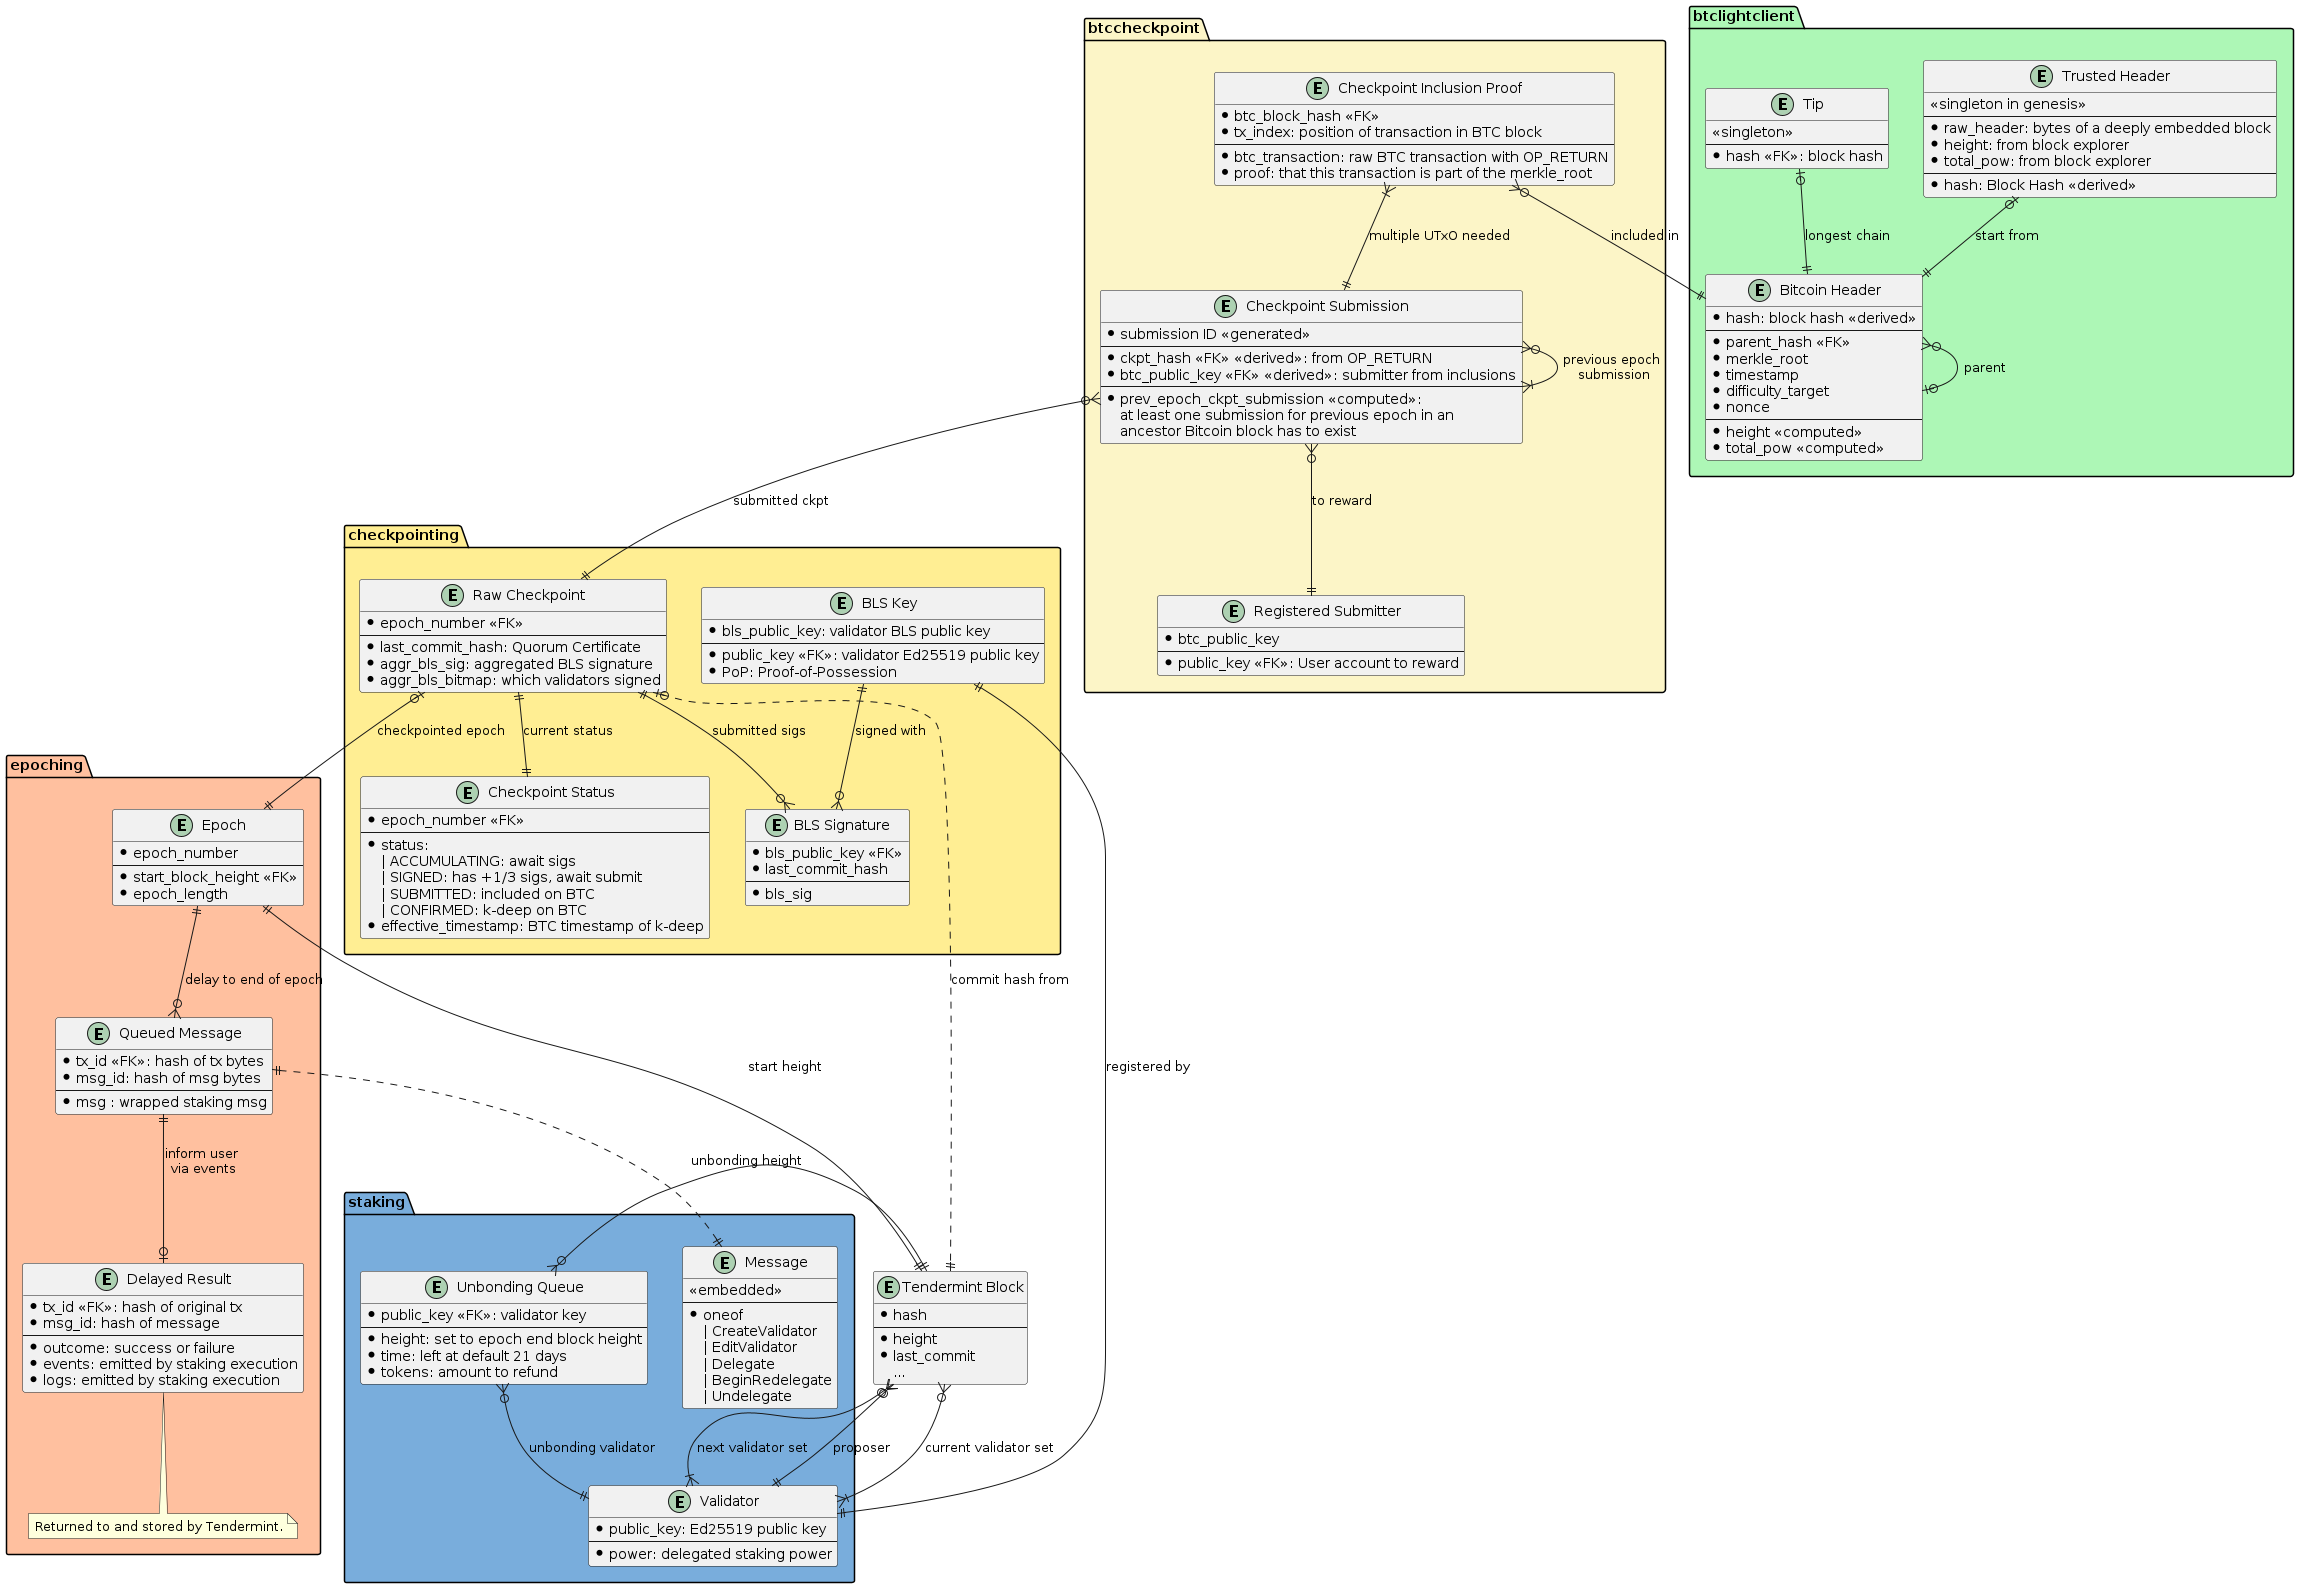 btclightclient
E Tip
«singleton»
hash «FK»: block hash
E Trusted Header
«singleton in genesis»
raw_header: bytes of a deeply embedded block
height: from block explorer
total_pow: from block explorer
hash: Block Hash «derived»
longest chain
start from
E Bitcoin Header
hash: block hash «derived»
parent_hash «FK»
merkle_root
timestamp
difficulty_target
nonce
height «computed»
total_pow «computed»
parent
btccheckpoint
E Checkpoint Inclusion Proof
btc_block_hash «FK»
tx_index: position of transaction in BTC block
btc_transaction: raw BTC transaction with OP_RETURN
proof: that this transaction is part of the merkle_root
multiple UTxO needed
included in
E Checkpoint Submission
submission ID «generated»
ckpt_hash «FK» «derived»: from OP_RETURN
btc_public_key «FK» «derived»: submitter from inclusions
prev_epoch_ckpt_submission «computed»:
at least one submission for previous epoch in an
ancestor Bitcoin block has to exist
previous epoch
submission
to reward
submitted ckpt
E Registered Submitter
btc_public_key
public_key «FK»: User account to reward
checkpointing
E Raw Checkpoint
epoch_number «FK»
last_commit_hash: Quorum Certificate
aggr_bls_sig: aggregated BLS signature
aggr_bls_bitmap: which validators signed
E BLS Key
bls_public_key: validator BLS public key
public_key «FK»: validator Ed25519 public key
PoP: Proof-of-Possession
checkpointed epoch
current status
submitted sigs
signed with
E Checkpoint Status
epoch_number «FK»
status:
| ACCUMULATING: await sigs
| SIGNED: has +1/3 sigs, await submit
| SUBMITTED: included on BTC
| CONFIRMED: k-deep on BTC
effective_timestamp: BTC timestamp of k-deep
E BLS Signature
bls_public_key «FK»
last_commit_hash
bls_sig
epoching
E Epoch
epoch_number
start_block_height «FK»
epoch_length
delay to end of epoch
commit hash from
start height
registered by
E Queued Message
tx_id «FK»: hash of tx bytes
msg_id: hash of msg bytes
msg : wrapped staking msg
inform user
via events
E Delayed Result
tx_id «FK»: hash of original tx
msg_id: hash of message
outcome: success or failure
events: emitted by staking execution
logs: emitted by staking execution
Returned to and stored by Tendermint.
unbonding height
staking
E Unbonding Queue
public_key «FK»: validator key
height: set to epoch end block height
time: left at default 21 days
tokens: amount to refund
E Message
«embedded»
oneof
| CreateValidator
| EditValidator
| Delegate
| BeginRedelegate
| Undelegate
E Tendermint Block
hash
height
last_commit
...
unbonding validator
next validator set
proposer
current validator set
E Validator
public_key: Ed25519 public key
power: delegated staking power